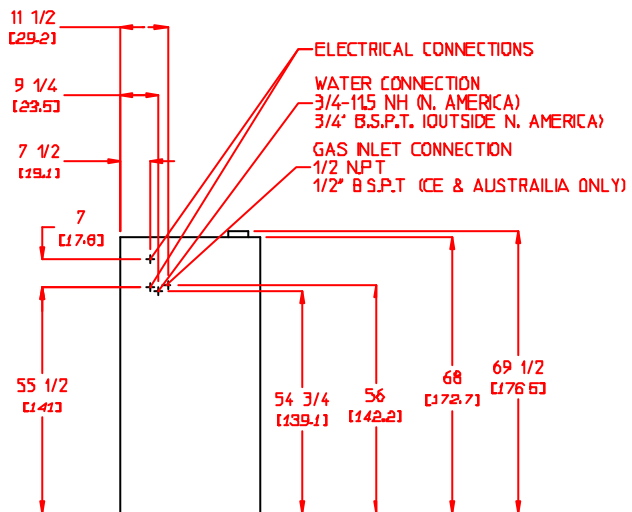 11 1/2
[29.2]
9 1/4
[23.5]
7 1/2
[19.1]
7
[17.8]
ELECTRICAL CONNECTIONS
WATER CONNECTION
3/4-11.5 NH (N. AMERICA)
3/4" B.S.P.T. (OUTSIDE N. AMERICA)
GAS INLET CONNECTION
1/2 N.P.T
1/2" B.S.P.T (CE & AUSTRAILIA ONLY)
55 1/2
[141]
54 3/4
[139.1]
56
[142.2]
68
[172.7]
69 1/2
[176.5]